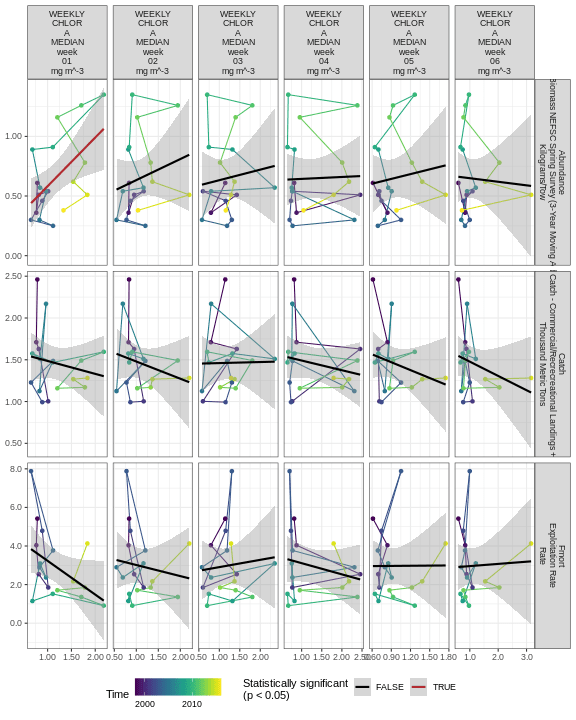 WEEKLY CHLOR A MEDIAN week 01 mg m^-3
WEEKLY CHLOR A MEDIAN week 02 mg m^-3
WEEKLY CHLOR A MEDIAN week 03 mg m^-3
WEEKLY CHLOR A MEDIAN week 04 mg m^-3
WEEKLY CHLOR A MEDIAN week 05 mg m^-3
WEEKLY CHLOR A MEDIAN week 06 mg m^-3
1.00
0.50
0.00
Abundance
Biomass NEFSC Spring Survey (3-Year Moving A
Kilograms/Tow
2.50
2.00
1.50
1.00
0.50
Catch
Catch - Commercial/Recreational Landings +
Thousand Metric Tons
8.0
6.0
4.0
2.0
0.0
Fmort
Exploitation Rate
Rate
1.00 1.50 2.00
0.50 1.00 1.50 2.00
0.50 1.00 1.50 2.00
1.00 1.50 2.00 2.50
0.60 0.90 1.20 1.50 1.80
1.0 2.0 3.0
Time
2000 2010
Statistically significant
(p < 0.05)
FALSE TRUE